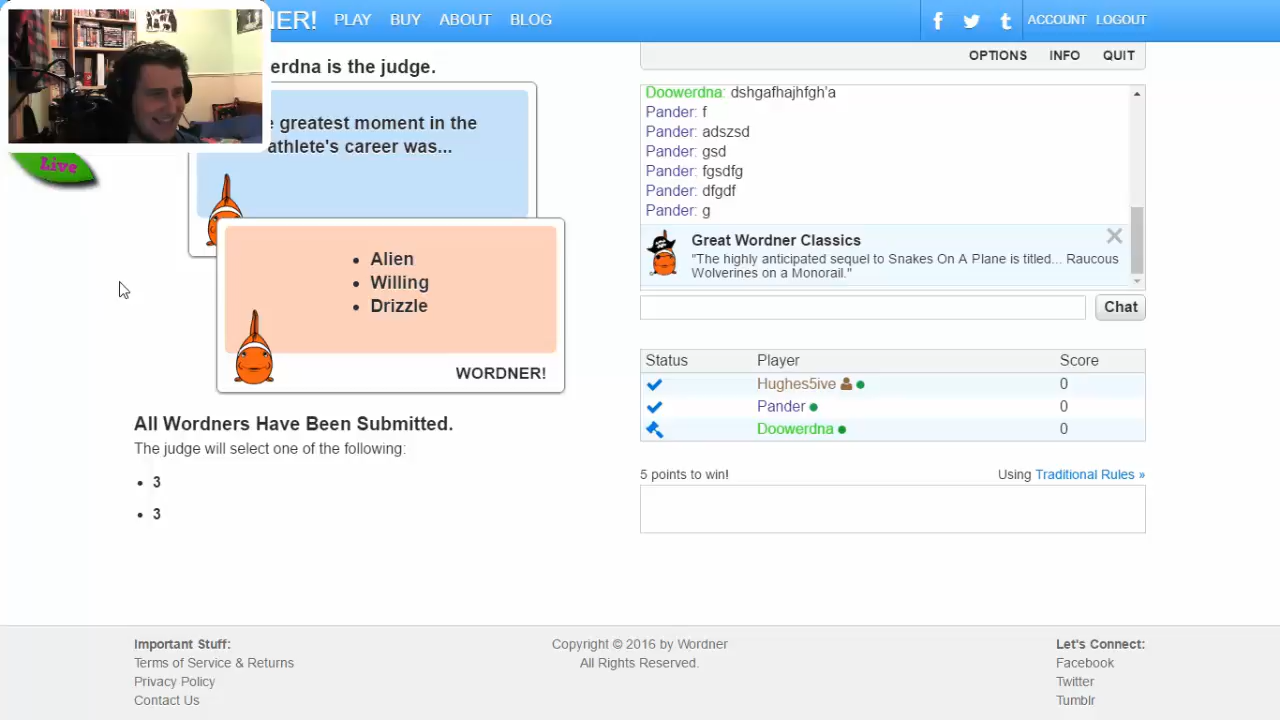 NER!
PLAY
BUY
ABOUT
BLOG
ACCOUNT
LOGOUT
OPTIONS
INFO
QUIT
erdna is the judge.
greatest moment in the
athlete's career was...
Live
Alien
Willing
Drizzle
WORDNER!
All Wordners Have Been Submitted.
The judge will select one of the following:
3
3
Doowerdna: dshgafhajhfgh'a
Pander: f
Pander: adszsd
Pander: gsd
Pander: fgsdfg
Pander: dfgdf
Pander: g
Great Wordner Classics
"The highly anticipated sequel to Snakes On A Plane is titled... Raucous
Wolverines on a Monorail."
Chat
Status Player Score
Hughes5ive 0
Pander 0
Doowerdna 0
5 points to win!
Using Traditional Rules »
Important Stuff:
Terms of Service & Returns
Privacy Policy
Contact Us
Copyright © 2016 by Wordner
All Rights Reserved.
Let's Connect:
Facebook
Twitter
Tumblr